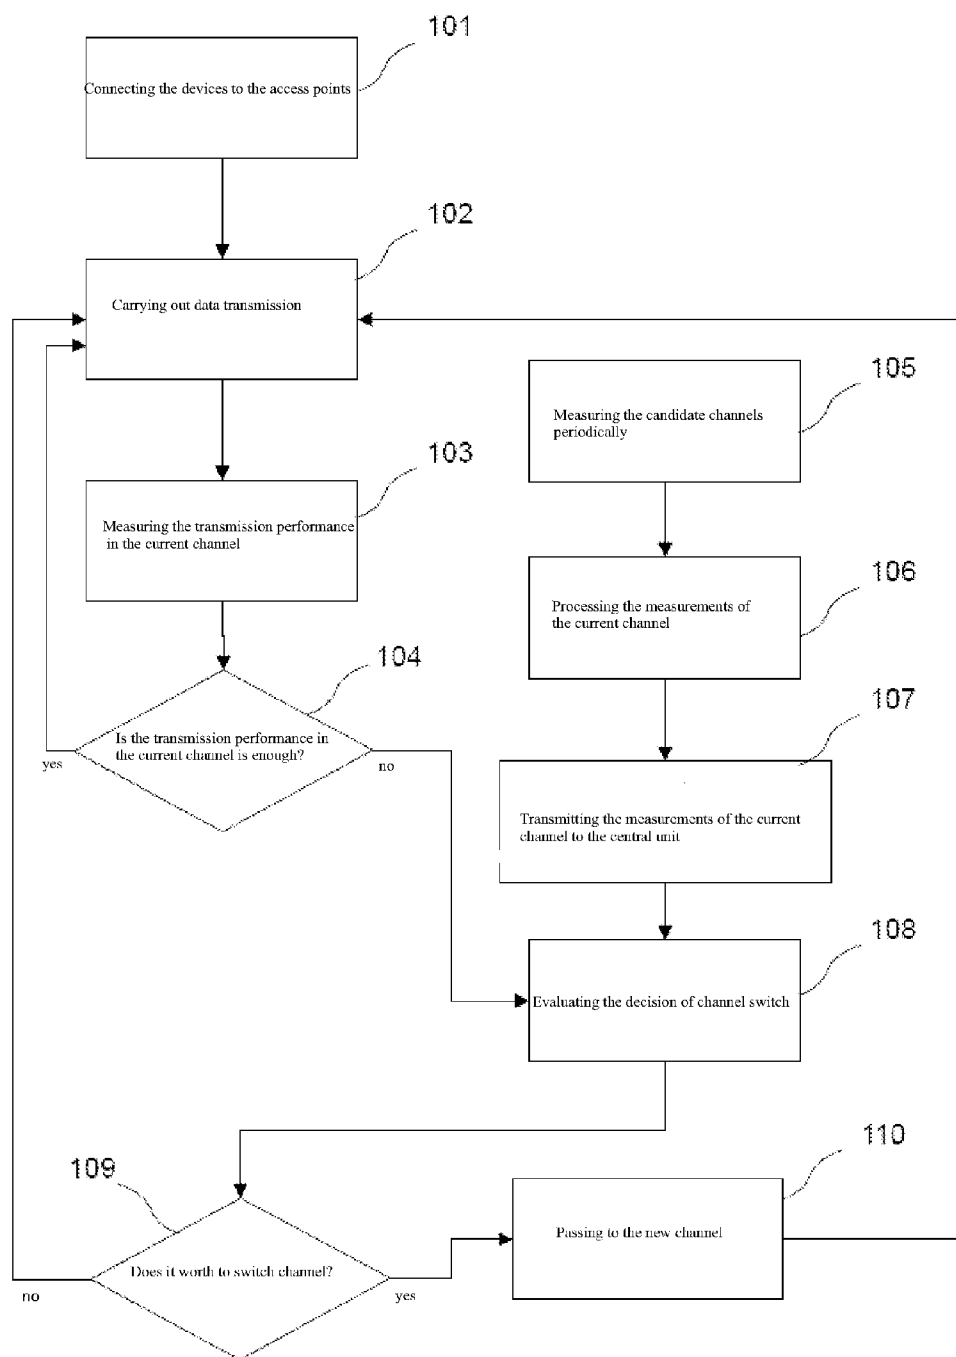 101
Connecting the devices to the access points
102
Carrying out data transmission
105
Measuring the candidate channels
periodically
103
Measuring the transmission performance
in the current channel
106
Processing the measurements of
the current channel
104
Is the transmission performance in
the current channel is enough?
yes
no
107
Transmitting the measurements of the current
channel to the central unit
108
Evaluating the decision of channel switch
109
Does it worth to switch channel?
no
yes
110
Passing to the new channel